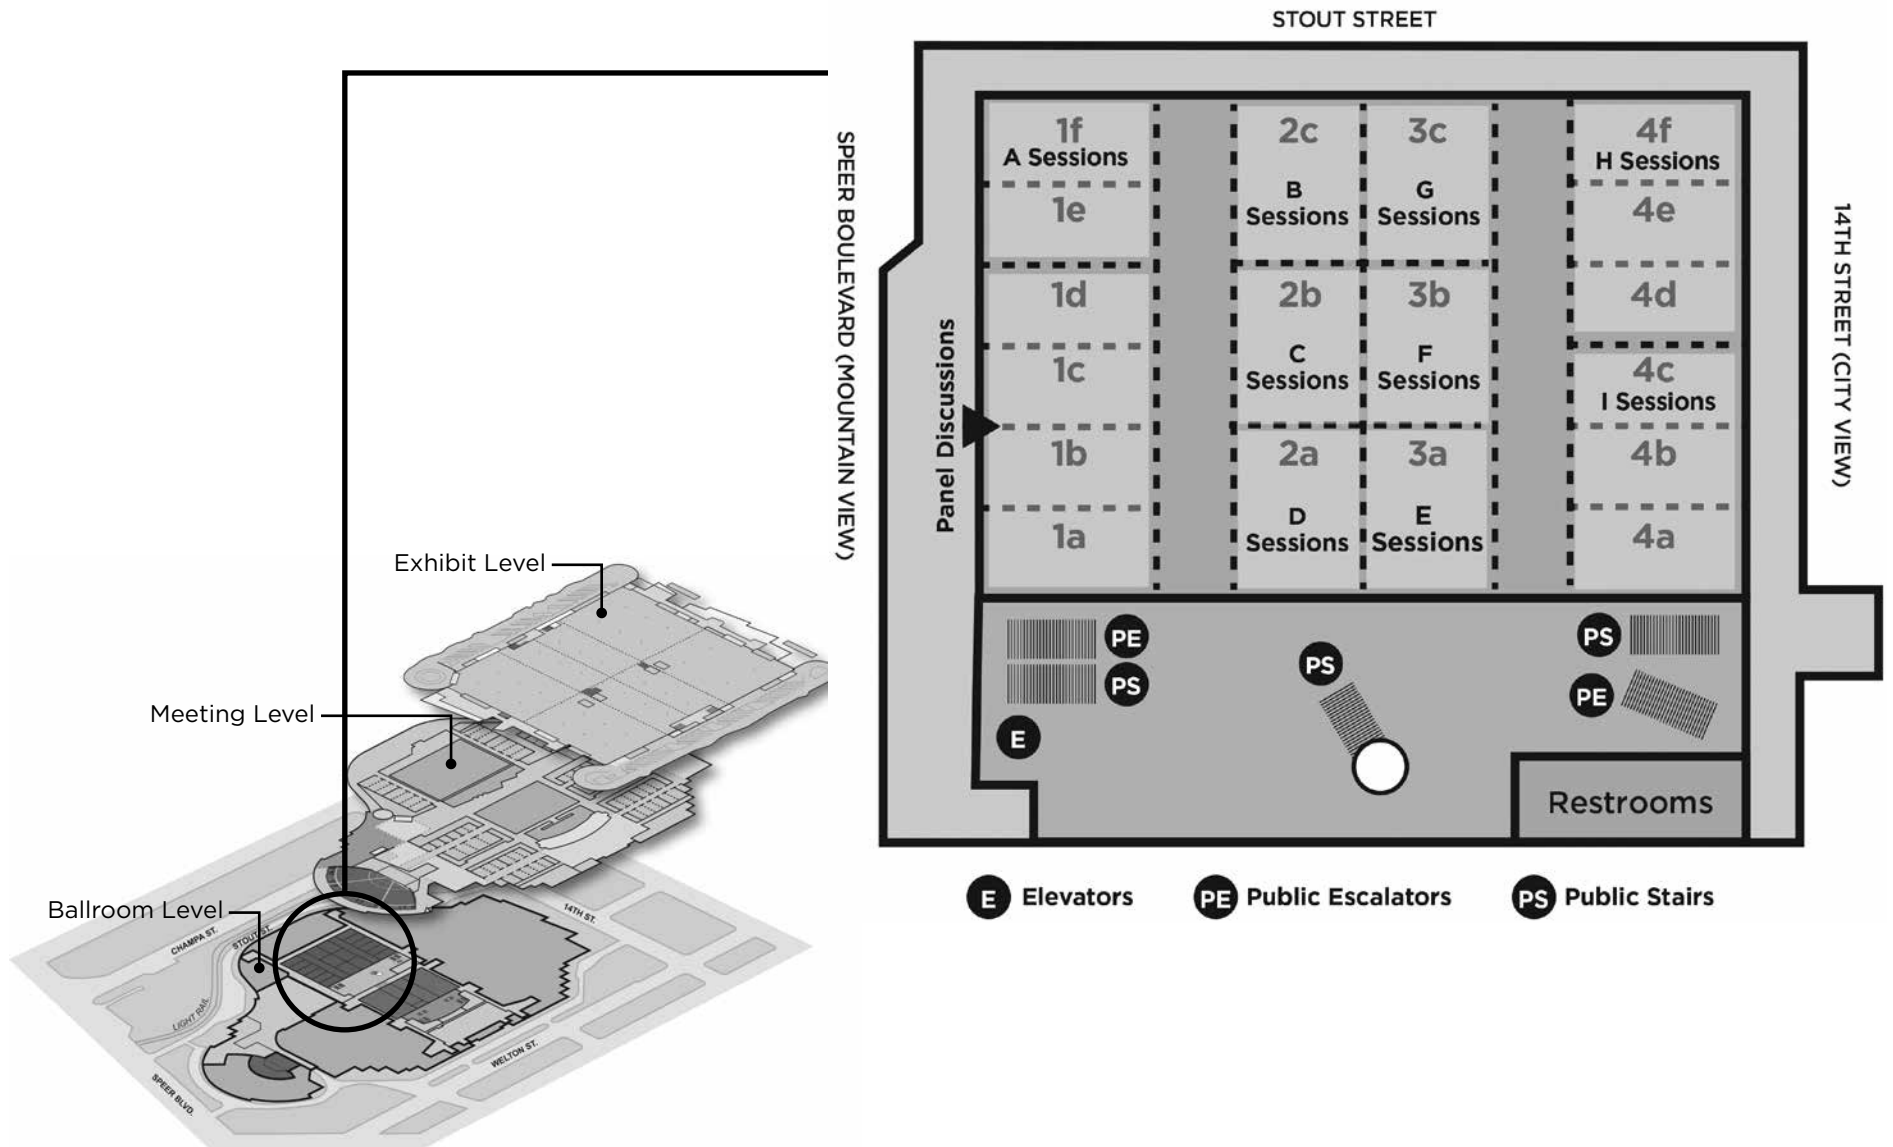 STOUT STREET
SPEER BOULEVARD (MOUNTAIN VIEW)
14TH STREET (CITY VIEW)
Panel Discussions
1f
A Sessions
1e
1d
1c
1b
1a
2c
B
Sessions
2b
C
Sessions
2a
D
Sessions
3c
G
Sessions
3b
F
Sessions
3a
E
Sessions
4f
H Sessions
4e
4d
4c
I Sessions
4b
4a
PE
PS
E
PS
PS
PE
Restrooms
E Elevators
PE Public Escalators
PS Public Stairs
Exhibit Level
Meeting Level
Ballroom Level
CHAMPA ST.
STOUT ST.
14TH ST.
LIGHT RAIL
WELTON ST.
SPEER BLVD.